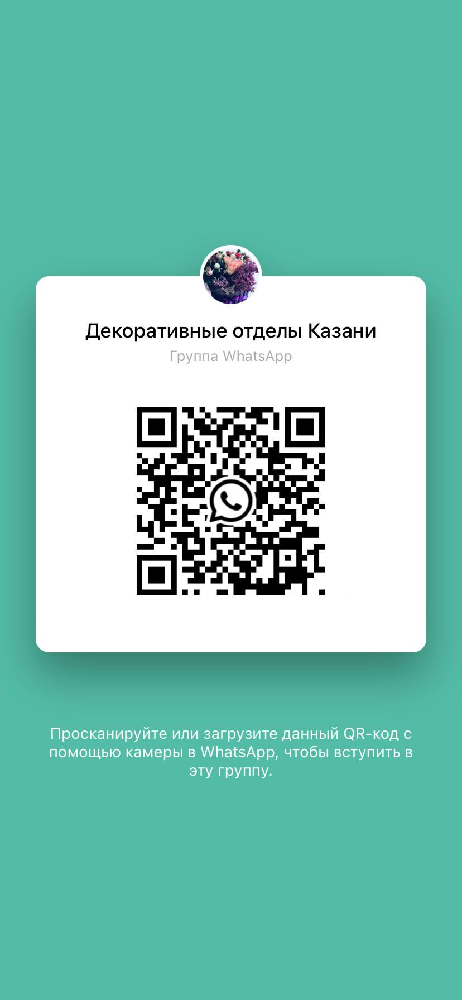 Декоративные отделы Казани
Группа WhatsApp
Просканируйте или загрузите данный QR-код с
помощью камеры в WhatsApp, чтобы вступить в
эту группу.